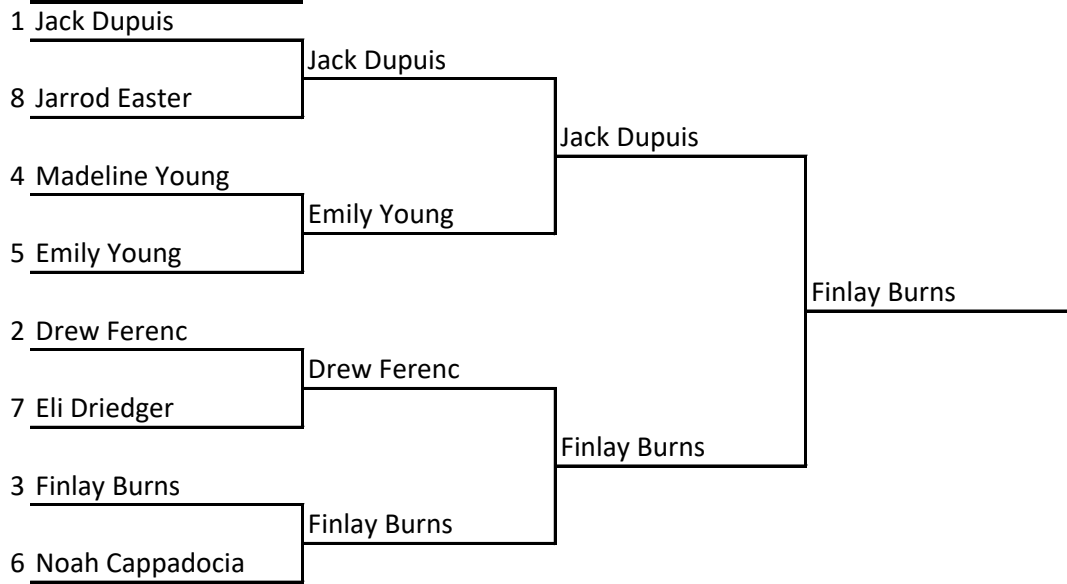 1 Jack Dupuis
Jack Dupuis
8 Jarrod Easter
Jack Dupuis
4 Madeline Young
Emily Young
5 Emily Young
Finlay Burns
2 Drew Ferenc
Drew Ferenc
7 Eli Driedger
Finlay Burns
3 Finlay Burns
Finlay Burns
6 Noah Cappadocia